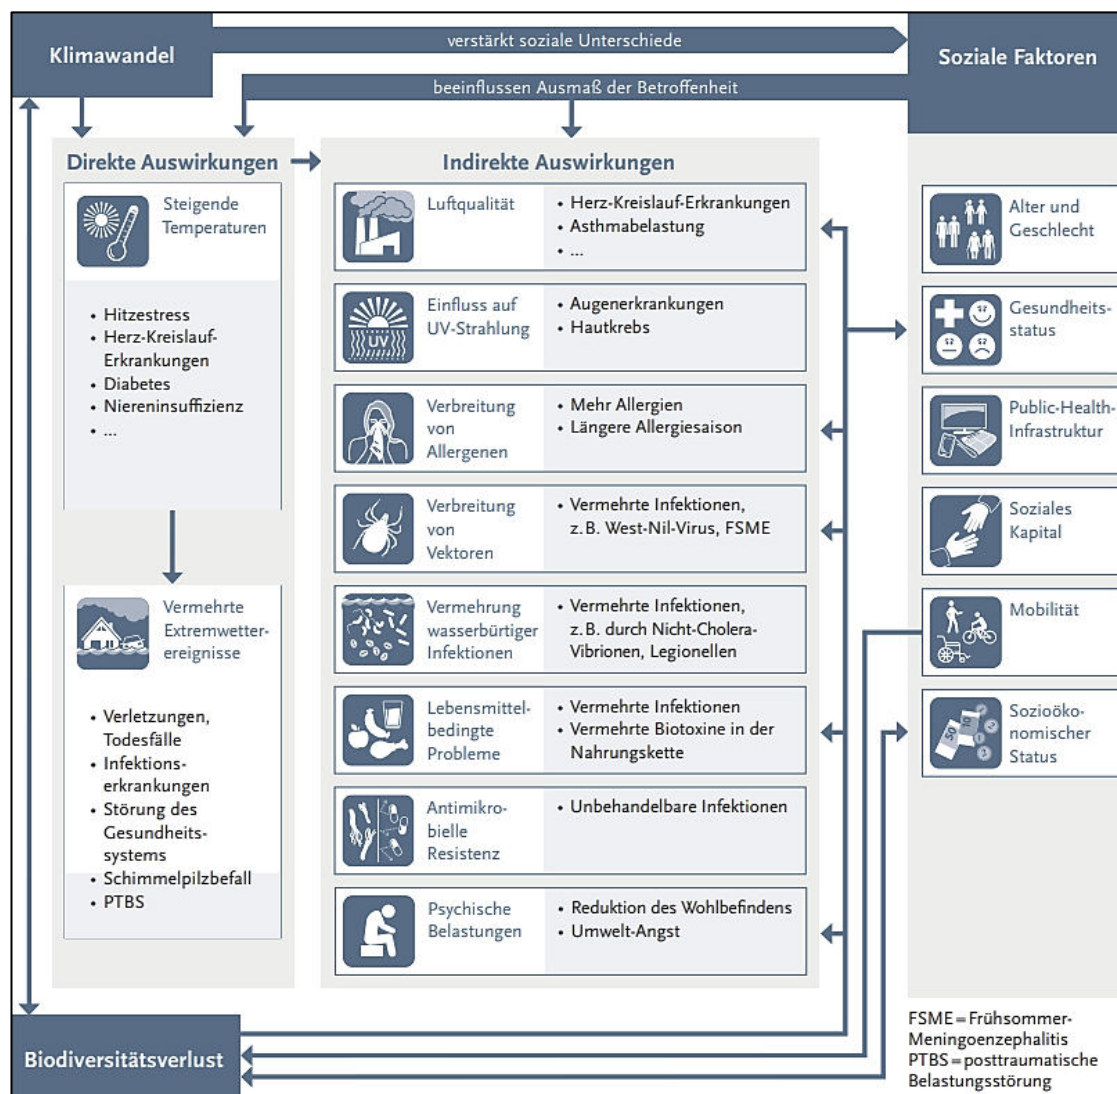 Klimawandel
verstärkt soziale Unterschiede
Soziale Faktoren
beeinflussen Ausmaß der Betroffenheit
Direkte Auswirkungen
Steigende
Temperaturen
• Hitzestress
• Herz-Kreislauf-
Erkrankungen
• Diabetes
• Niereninsuffizienz
• ...
Vermehrte
Extremwetter-
ereignisse
• Verletzungen,
Todesfälle
• Infektions-
erkrankungen
• Störung des
Gesundheits-
systems
• Schimmelpilzbefall
• PTBS
Indirekte Auswirkungen
Luftqualität
• Herz-Kreislauf-Erkrankungen
• Asthmabelastung
• ...
Einfluss auf
UV-Strahlung
UV
• Augenerkrankungen
• Hautkrebs
Verbreitung
von
Allergenen
• Mehr Allergien
• Längere Allergiesaison
Verbreitung
von
Vektoren
• Vermehrte Infektionen,
z. B. West-Nil-Virus, FSME
Vermehrung
wasserbürtiger
Infektionen
• Vermehrte Infektionen,
z. B. durch Nicht-Cholera-
Vibrionen, Legionellen
Lebensmittel-
bedingte
Probleme
• Vermehrte Infektionen
• Vermehrte Biotoxine in der
Nahrungskette
Antimikro-
bielle
Resistenz
• Unbehandelbare Infektionen
Psychische
Belastungen
• Reduktion des Wohlbefindens
• Umwelt-Angst
Alter und
Geschlecht
Gesundheits-
status
Public-Health-
Infrastruktur
Soziales
Kapital
Mobilität
50
10
Sozioöko-
nomischer
Status
Biodiversitätsverlust
FSME = Frühsommer-
Meningoenzephalitis
PTBS = posttraumatische
Belastungsstörung